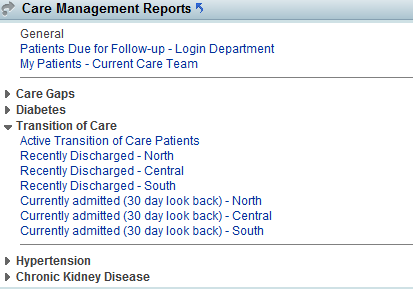 Care Management Reports
General
Patients Due for Follow-up - Login Department
My Patients - Current Care Team
Care Gaps
Diabetes
Transition of Care
Active Transition of Care Patients
Recently Discharged - North
Recently Discharged - Central
Recently Discharged - South
Currently admitted (30 day look back) - North
Currently admitted (30 day look back) - Central
Currently admitted (30 day look back) - South
Hypertension
Chronic Kidney Disease